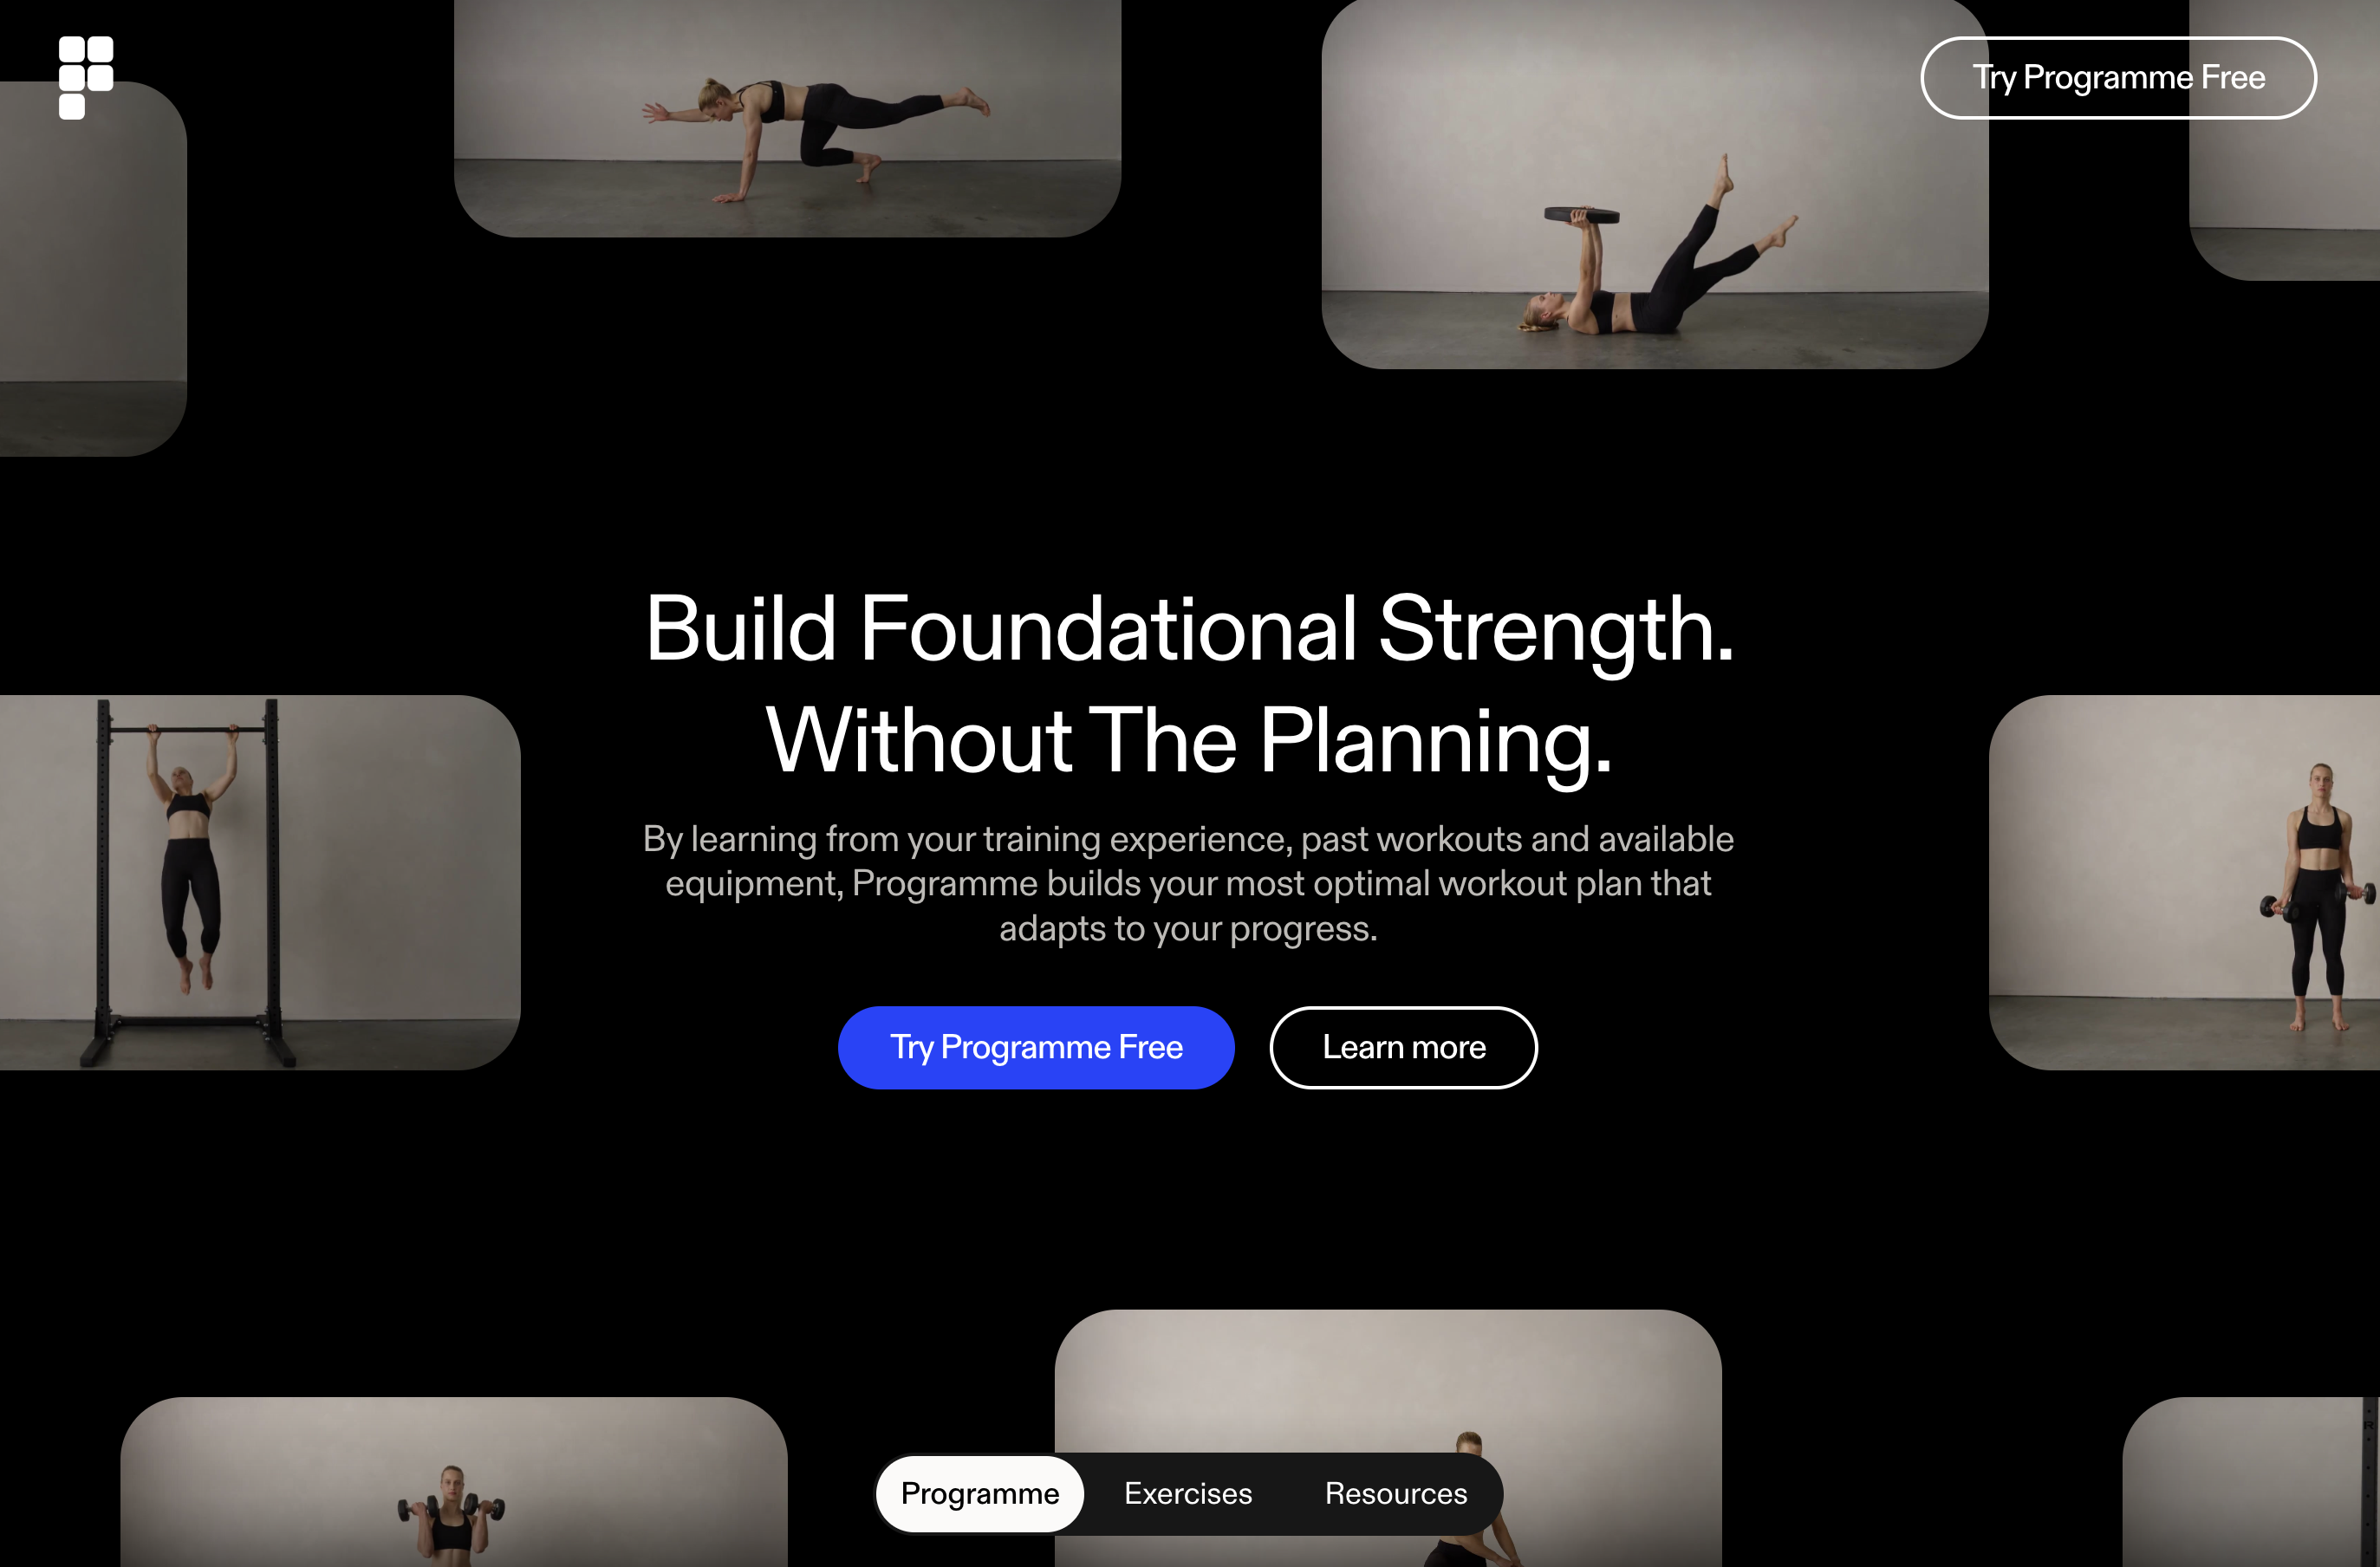 Try Programme Free
Build Foundational Strength.
Without The Planning.
By learning from your training experience, past workouts and available
equipment, Programme builds your most optimal workout plan that
adapts to your progress.
Try Programme Free
Learn more
Programme
Exercises
Resources